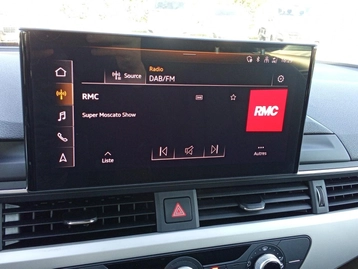 Radio
Source
DAB/FM
RMC
RMC
Super Moscato Show
Liste
Autres